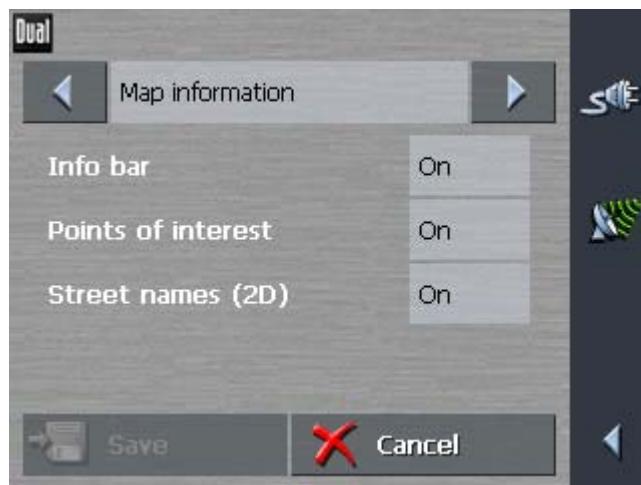 Dual
Map information
Info bar On
Points of interest On
Street names (2D) On
Save Cancel